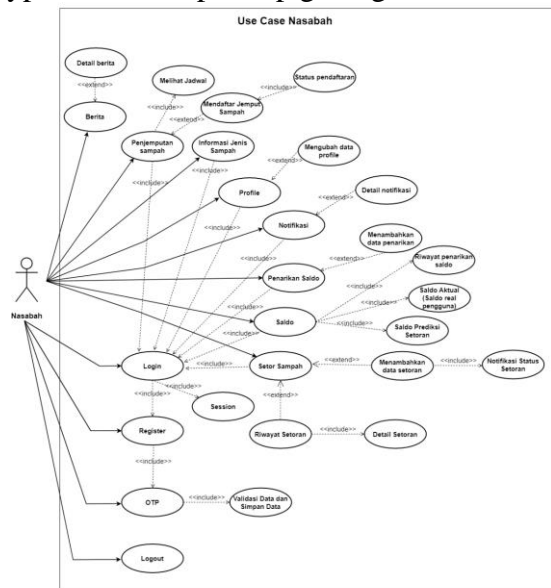 Use Case Nasabah
Detail berita
<<extend>>
Berita
Melihat Jadwal
<<include>>
Status pendaftaran
<<include>>
Mendaftar Jemput
Sampah
<<extend>>
Penjemputan
sampah
Informasi Jenis
Sampah
<<include>>
<<include>>
Mengubah data
profile
<<extend>>
Profile
<<include>>
Detail notifikasi
<<extend>>
Notifikasi
<<include>>
Menambahkan
data penarikan
<<extend>>
Penarikan Saldo
<<include>>
Riwayat penarikan
saldo
<<include>>
Saldo Aktual
(Saldo real
pengguna)
<<include>>
Saldo
<<include>>
Saldo Prediksi
Setoran
<<include>>
Nasabah
Login
<<include>>
Setor Sampah
<<extend>>
Menambahkan
data setoran
<<include>>
Notifikasi Status
Setoran
<<include>>
<<include>>
Session
<<extend>>
Register
Riwayat Setoran
<<include>>
Detail Setoran
<<include>>
OTP
<<include>>
Validasi Data dan
Simpan Data
Logout